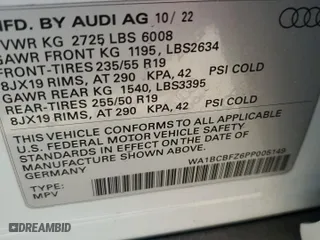 MFD. BY AUDI AG 10/22
GVWR KG 2725 LBS 6008
GAWR FRONT KG 1195, LBS2634
FRONT-TIRES 235/55 R19
8JX19 RIMS, AT 290 KPA, 42 PSI COLD
GAWR REAR KG 1540, LBS3395
REAR-TIRES 255/50 R19
8JX19 RIMS, AT 290 KPA, 42 PSI COLD
THIS VEHICLE CONFORMS TO ALL APPLICABLE
U.S. FEDERAL MOTOR VEHICLE SAFETY
STANDARDS IN EFFECT ON THE DATE OF
MANUFACTURE SHOWN ABOVE.
TYPE:
MPV
DREAMBID